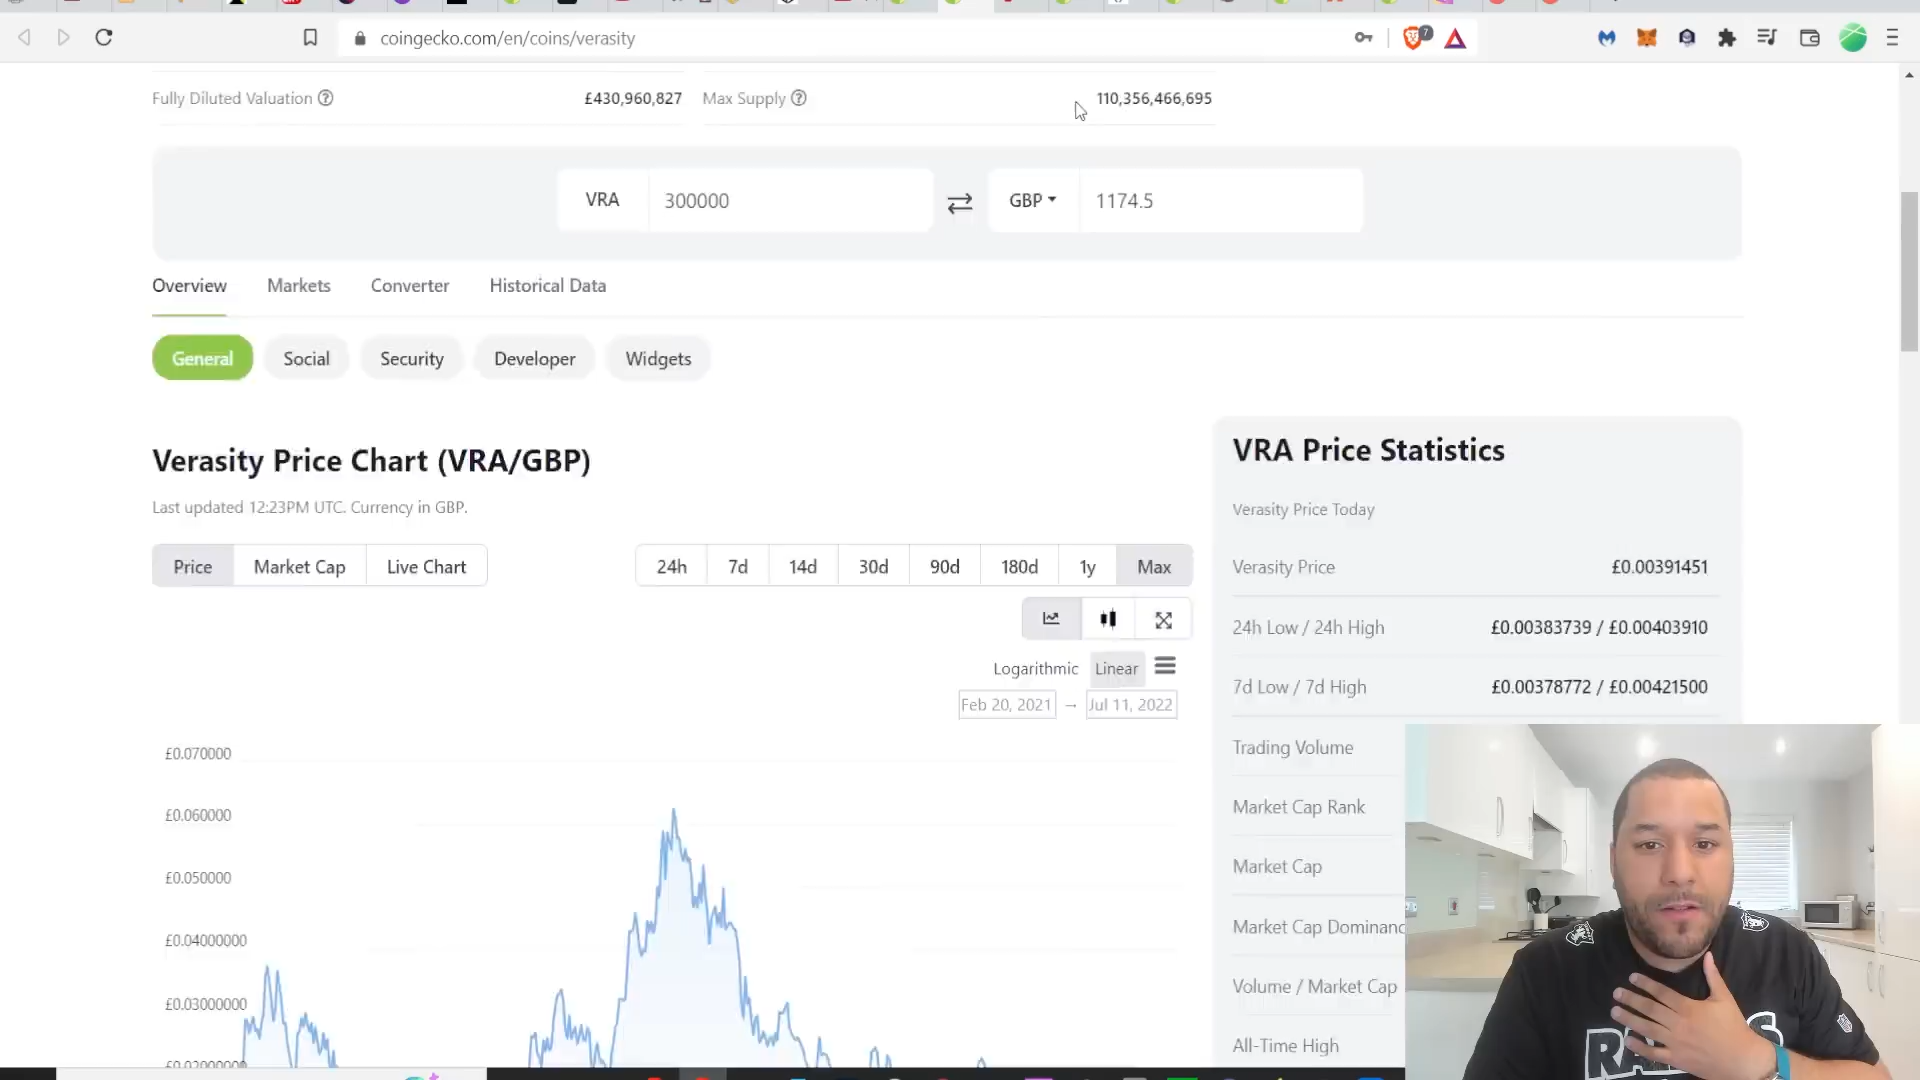 coingecko.com/en/coins/verasity
7
Fully Diluted Valuation £430,960,827 Max Supply 110,356,466,695
VRA 300000 GBP 1174.5
Overview Markets Converter Historical Data
General Social Security Developer Widgets
Verasity Price Chart (VRA/GBP)
Last updated 12:23PM UTC. Currency in GBP.
Price Market Cap Live Chart 24h 7d 14d 30d 90d 180d 1y Max
Logarithmic Linear
Feb 20, 2021 → Jul 11, 2022
£0.070000
£0.060000
£0.050000
£0.04000000
£0.03000000
£0.02000000
VRA Price Statistics
Verasity Price Today
Verasity Price £0.00391451
24h Low / 24h High £0.00383739 / £0.00403910
7d Low / 7d High £0.00378772 / £0.00421500
Trading Volume
Market Cap Rank
Market Cap
Market Cap Dominanc
Volume / Market Cap
All-Time High